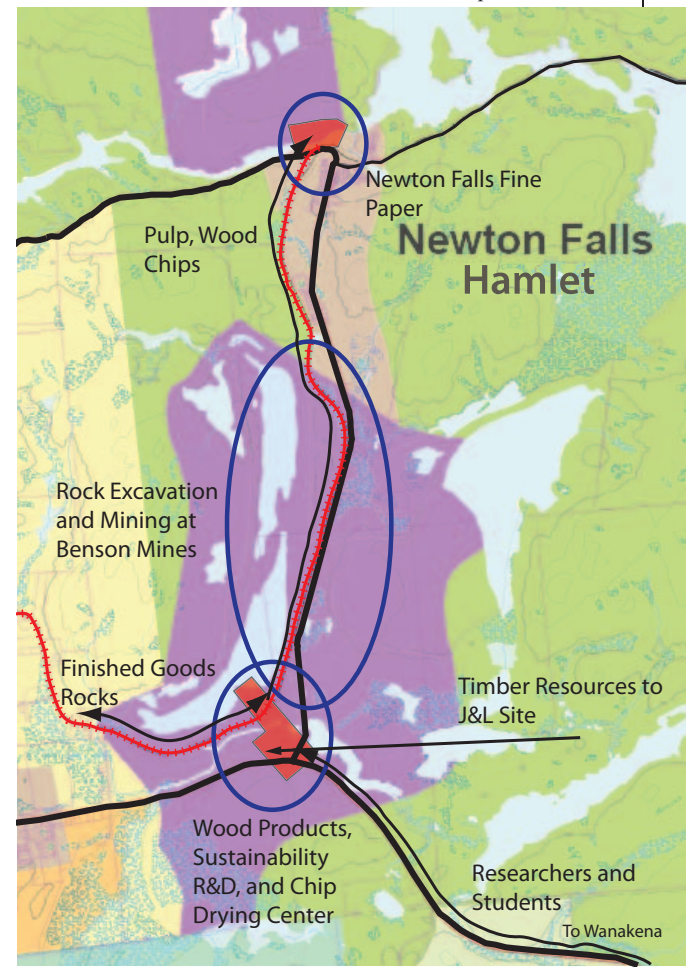 Newton Falls Fine
Paper
Pulp, Wood
Chips
Newton Falls
Hamlet
Rock Excavation
and Mining at
Benson Mines
Finished Goods
Rocks
Timber Resources to
J&L Site
Wood Products,
Sustainability
R&D, and Chip
Drying Center
Researchers and
Students
To Wanakena